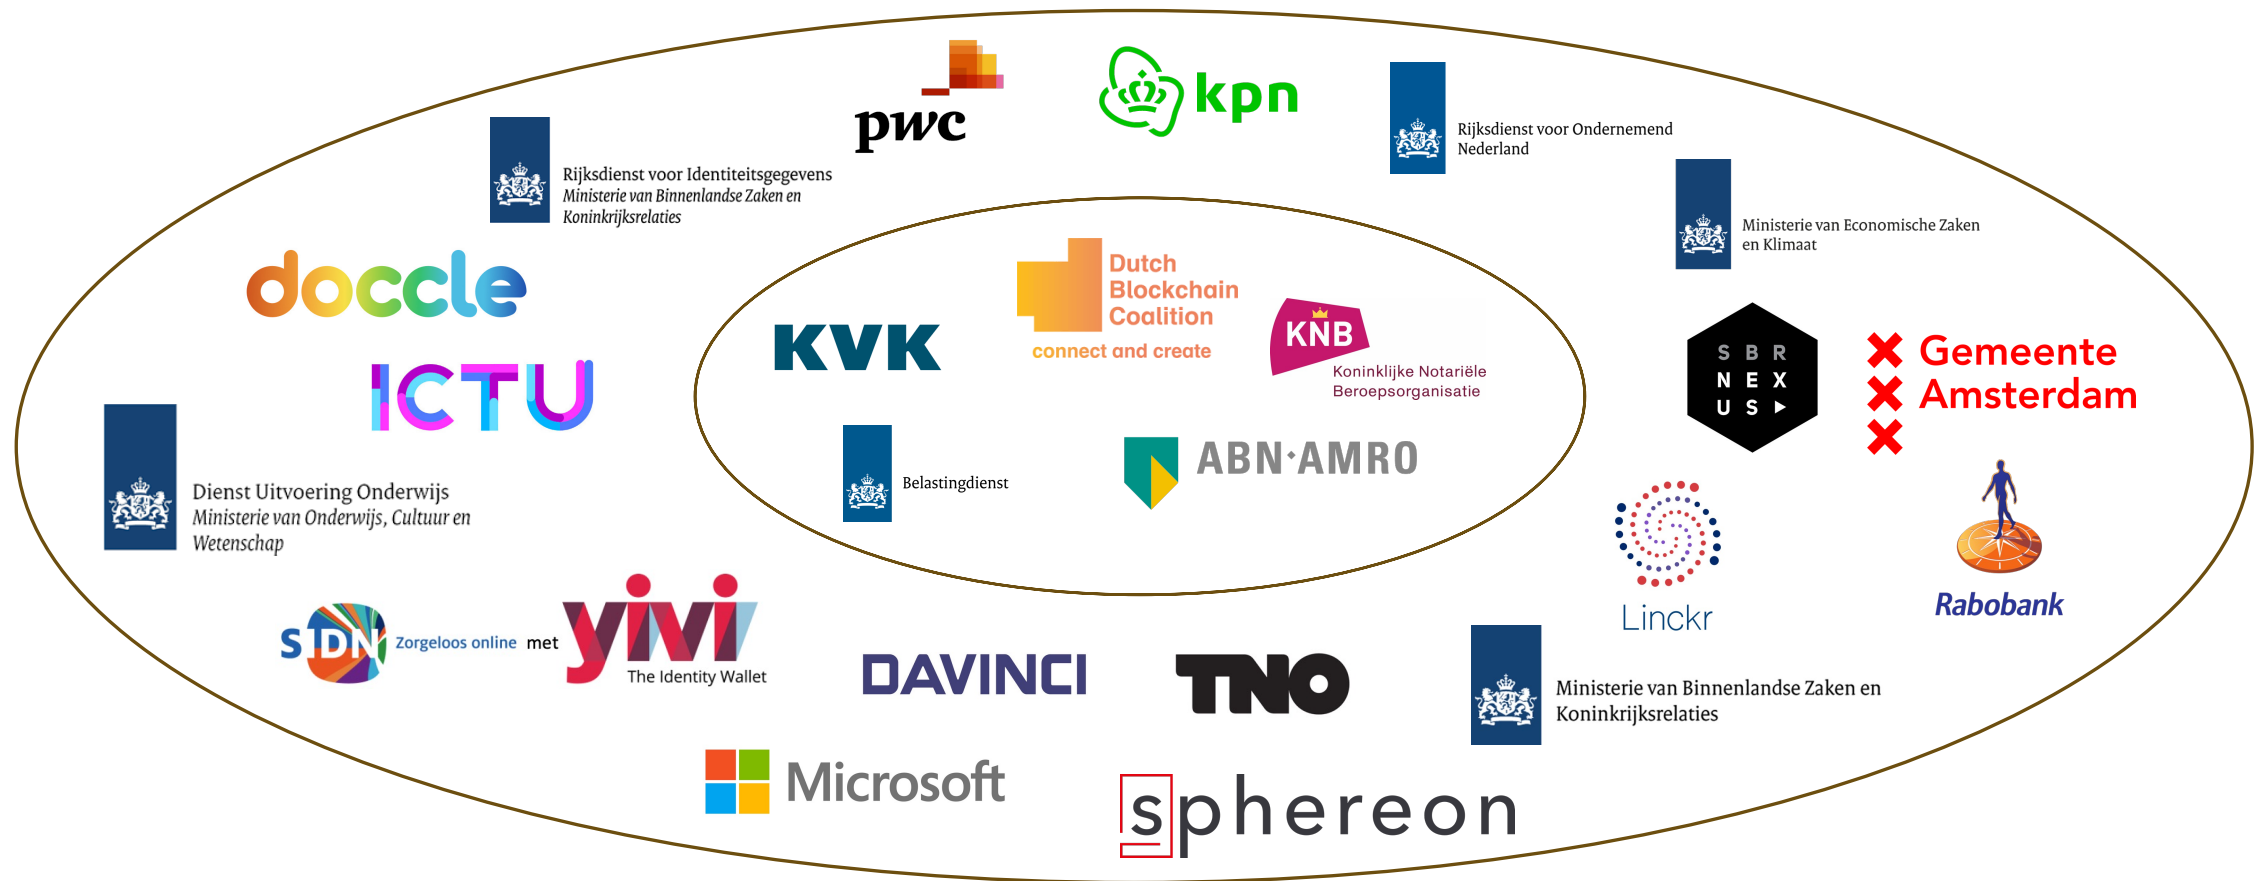 pwc
kpn
Rijksdienst voor Ondernemend
Nederland
Rijksdienst voor Identiteitsgegevens
Ministerie van Binnenlandse Zaken en
Koninkrijksrelaties
Ministerie van Economische Zaken
en Klimaat
doccle
Dutch
Blockchain
Coalition
connect and create
KVK
KNB
Koninklijke Notariële
Beroepsorganisatie
SBR
NEX
US
Gemeente
Amsterdam
ICTU
Belastingdienst
ABN·AMRO
Dienst Uitvoering Onderwijs
Ministerie van Onderwijs, Cultuur en
Wetenschap
Linckr
Rabobank
SIDN Zorgeloos online met yivi
The Identity Wallet
DAVINCI
TNO
Ministerie van Binnenlandse Zaken en
Koninkrijksrelaties
Microsoft
sphereon